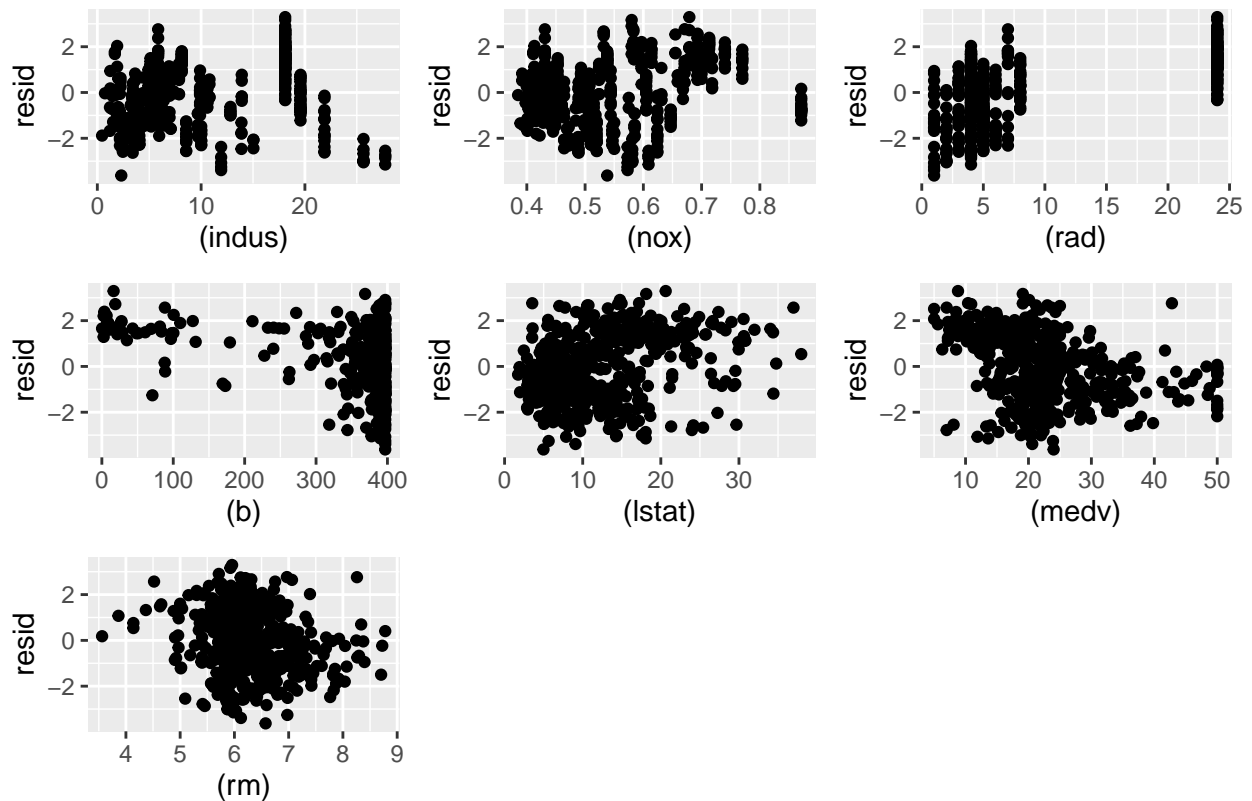 resid
2
0
−2
0 10 20
(indus)
resid
2
0
−2
0.4 0.5 0.6 0.7 0.8
(nox)
resid
2
0
−2
0 5 10 15 20 25
(rad)
resid
2
0
−2
0 100 200 300 400
(b)
resid
2
0
−2
0 10 20 30
(lstat)
resid
2
0
−2
10 20 30 40 50
(medv)
resid
2
0
−2
4 5 6 7 8 9
(rm)